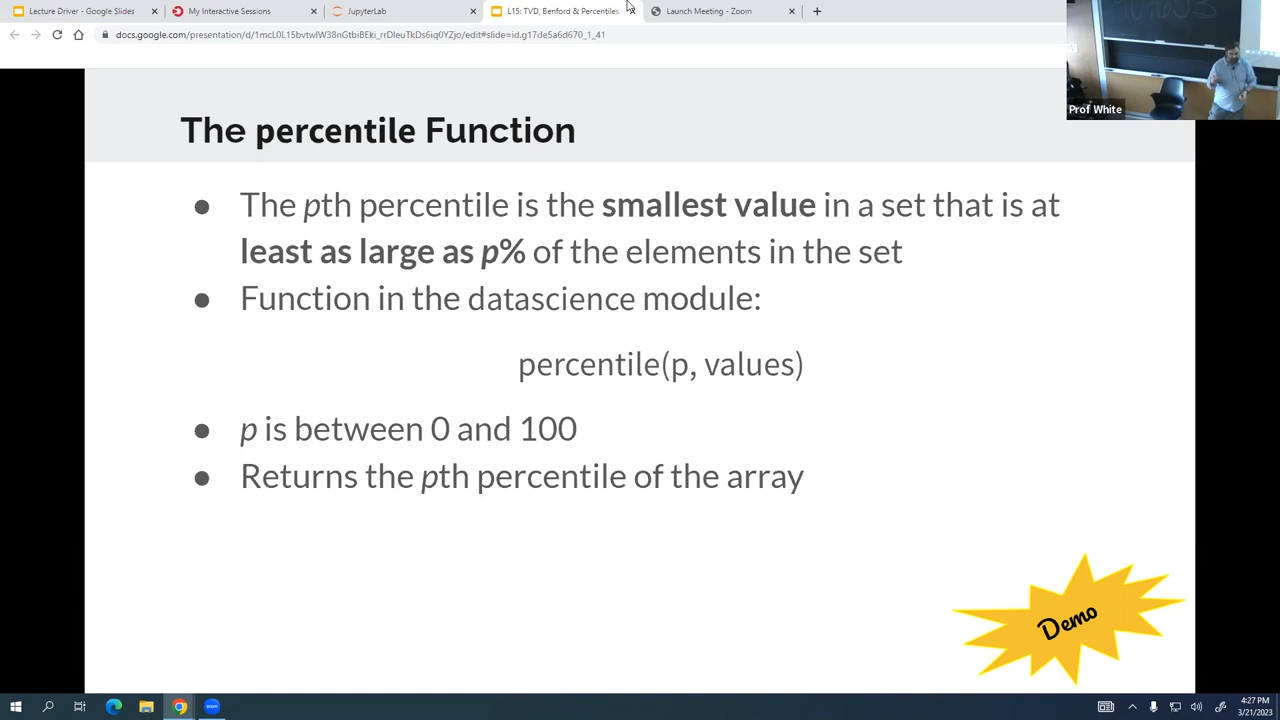 Lecture Driver - Google Slides
My Interactive Sessions
JupyterLab
L15: TVD, Benford & Percentiles
Launch Meeting - Zoom
Prof White
The percentile Function
● The pth percentile is the smallest value in a set that is at
least as large as p% of the elements in the set
● Function in the datascience module:
percentile(p, values)
● p is between 0 and 100
● Returns the pth percentile of the array
Demo
zoom
4:27 PM
3/21/2023